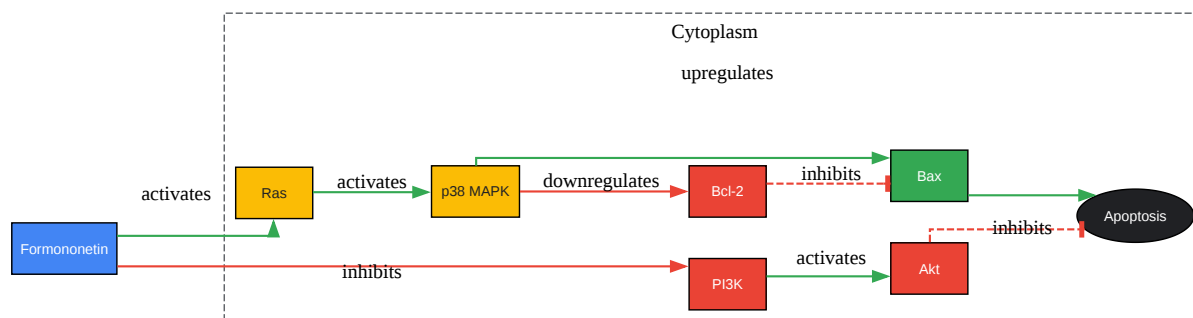 Cytoplasm
upregulates
activates
Ras
activates
p38 MAPK
downregulates
Bcl-2
inhibits
Bax
Apoptosis
Formononetin
inhibits
PI3K
activates
Akt
inhibits